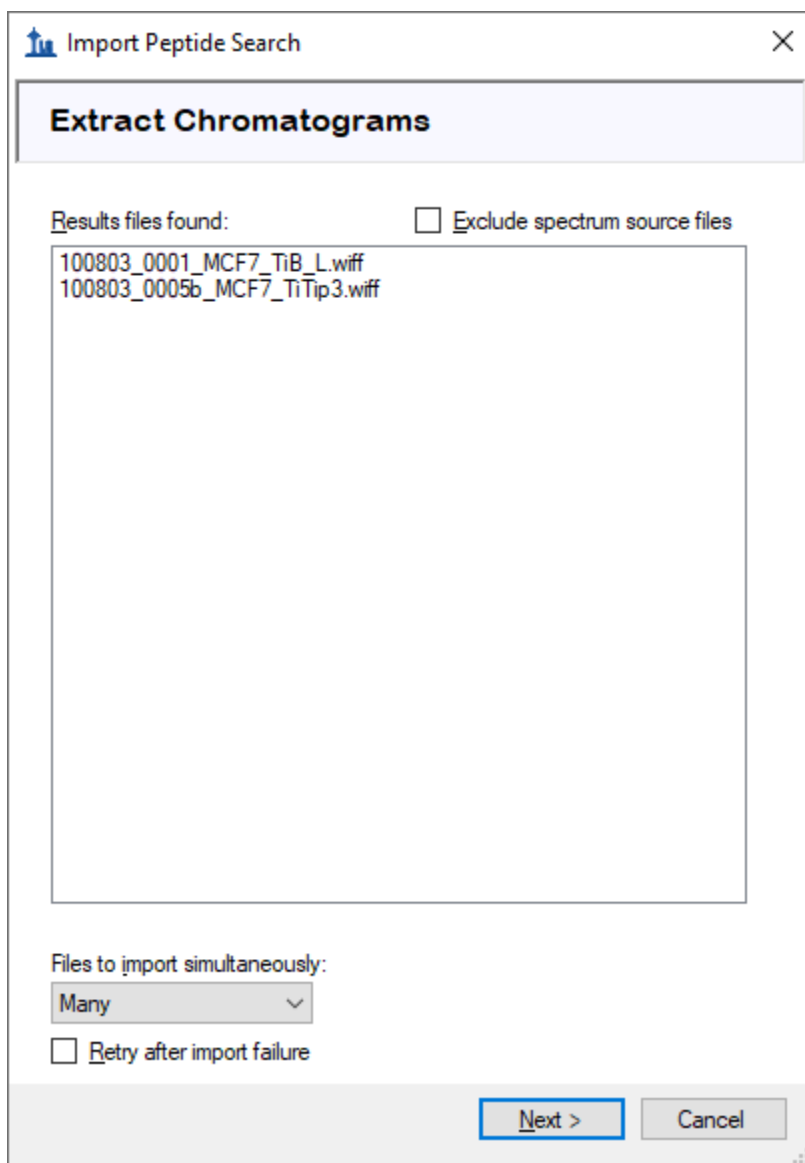 Import Peptide Search
Extract Chromatograms
Results files found:
Exclude spectrum source files
100803_0001_MCF7_TiB_L.wiff
100803_0005b_MCF7_TiTip3.wiff
Files to import simultaneously:
Many
Retry after import failure
Next >
Cancel